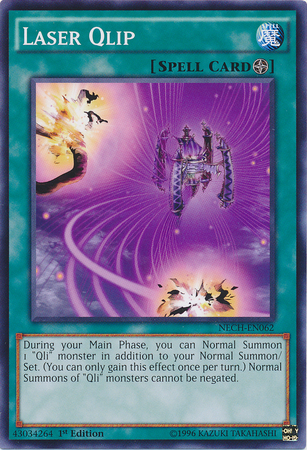 LASER QLIP
魔
[SPELL CARD]
NECH-EN062
During your Main Phase, you can Normal Summon
1 "Qli" monster in addition to your Normal Summon/
Set. (You can only gain this effect once per turn.) Normal
Summons of "Qli" monsters cannot be negated.
43034264 1st Edition ©1996 KAZUKI TAKAHASHI